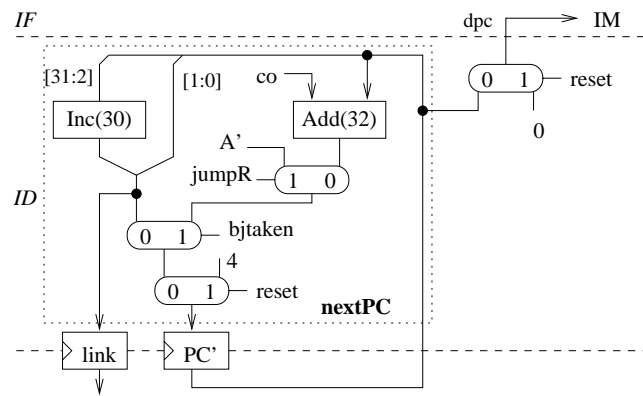 IF
dpc
IM
0 1
reset
0
[31:2]
[1:0]
co
Inc(30)
Add(32)
A'
jumpR
1 0
ID
0 1
bjtaken
4
0 1
reset
nextPC
link
PC'